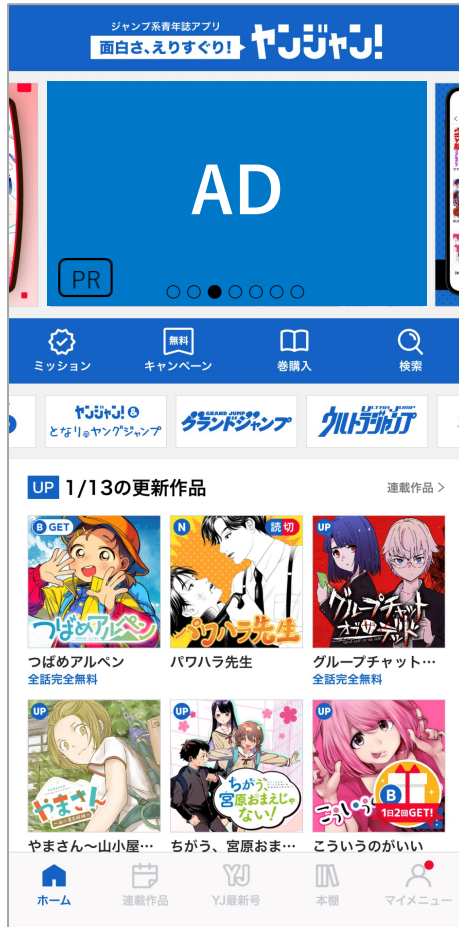 ジャンプ系青年誌アプリ
面白さ、えりすぐり! ヤンジャン!
AD
PR
ミッション
無料
キャンペーン
巻購入
検索
ヤンジャン! &
となりのヤングジャンプ
GRAND JUMP
グランドジャンプ
ULTRA JUMP
ウルトラジャンプ
UP 1/13の更新作品
連載作品 >
B GET
つばめアルペン
N
読切
パワハラ先生
UP
グループチャット
オブ ザ デッド
つばめアルペン
パワハラ先生
グループチャット…
全話完全無料
全話完全無料
UP
やまさん
UP
ちがう、
宮原おまえじゃ
ない!
UP
こういう
B
1日2回GET!
やまさん〜山小屋…
ちがう、宮原おま…
こういうのがいい
ホーム
連載作品
YJ
YJ最新号
本棚
マイメニュー